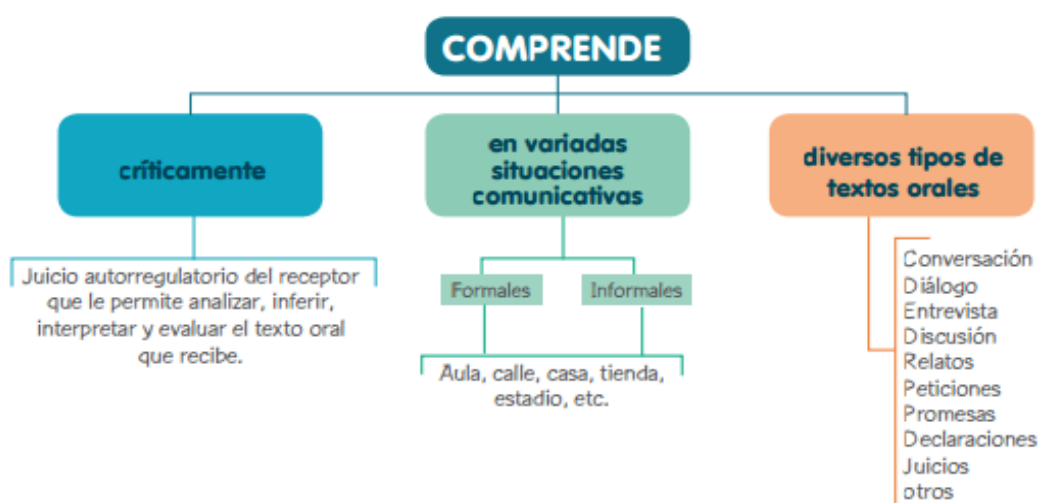 COMPRENDE
críticamente
Juicio autorregulatorio del receptor
que le permite analizar, inferir,
interpretar y evaluar el texto oral
que recibe.
en variadas
situaciones
comunicativas
Formales
Informales
Aula, calle, casa, tienda,
estadio, etc.
diversos tipos de
textos orales
Conversación
Diálogo
Entrevista
Discusión
Relatos
Peticiones
Promesas
Declaraciones
Juicios
otros